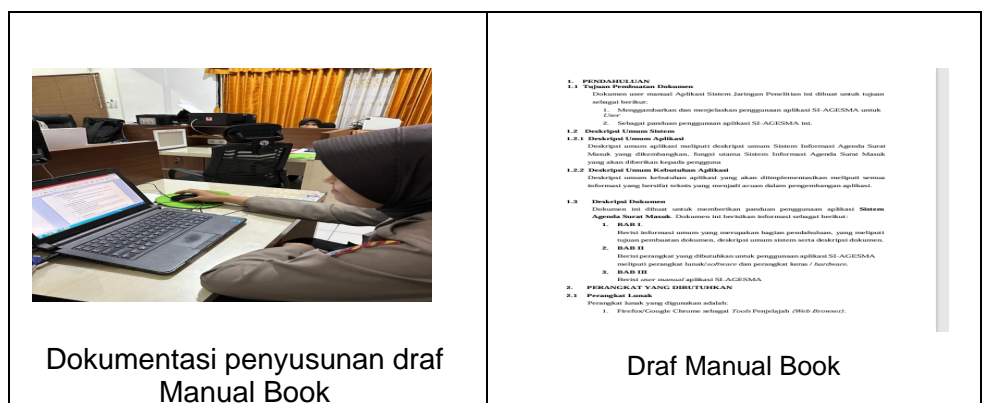 1. PENDAHULUAN
1.1 Tujuan Pembuatan Dokumen
Dokumen user manual Aplikasi Sistem Jaringan Penelitian ini dibuat untuk tujuan
sebagai berikut:
1. Menggambarkan dan menjelaskan penggunaan aplikasi SI-AGESMA untuk
User
2. Sebagai panduan penggunaan aplikasi SI-AGESMA ini.
1.2 Deskripsi Umum Sistem
1.2.1 Deskripsi Umum Aplikasi
Deskripsi umum aplikasi meliputi deskripsi umum Sistem Informasi Agenda Surat
Masuk yang dikembangkan, fungsi utama Sistem Informasi Agenda Surat Masuk
yang akan diberikan kepada pengguna
1.2.2 Deskripsi Umum Kebutuhan Aplikasi
Deskripsi umum kebutuhan aplikasi yang akan diimplementasikan meliputi semua
informasi yang bersifat teknis yang menjadi acuan dalam pengembangan aplikasi.
1.3 Deskripsi Dokumen
Dokumen ini dibuat untuk memberikan panduan penggunaan aplikasi Sistem
Agenda Surat Masuk. Dokumen ini berisikan informasi sebagai berikut:
1. BAB I
Berisi informasi umum yang merupakan bagian pendahuluan, yang meliputi
tujuan pembuatan dokumen, deskripsi umum sistem serta deskripsi dokumen.
2. BAB II
Berisi perangkat yang dibutuhkan untuk penggunaan aplikasi SI-AGESMA
meliputi perangkat lunak/software dan perangkat keras / hardware.
3. BAB III
Berisi user manual aplikasi SI-AGESMA
2. PERANGKAT YANG DIBUTUHKAN
2.1 Perangkat Lunak
Perangkat lunak yang digunakan adalah:
1. Firefox/Google Chrome sebagai Tools Penjelajah (Web Browser).
Dokumentasi penyusunan draf
Manual Book
Draf Manual Book